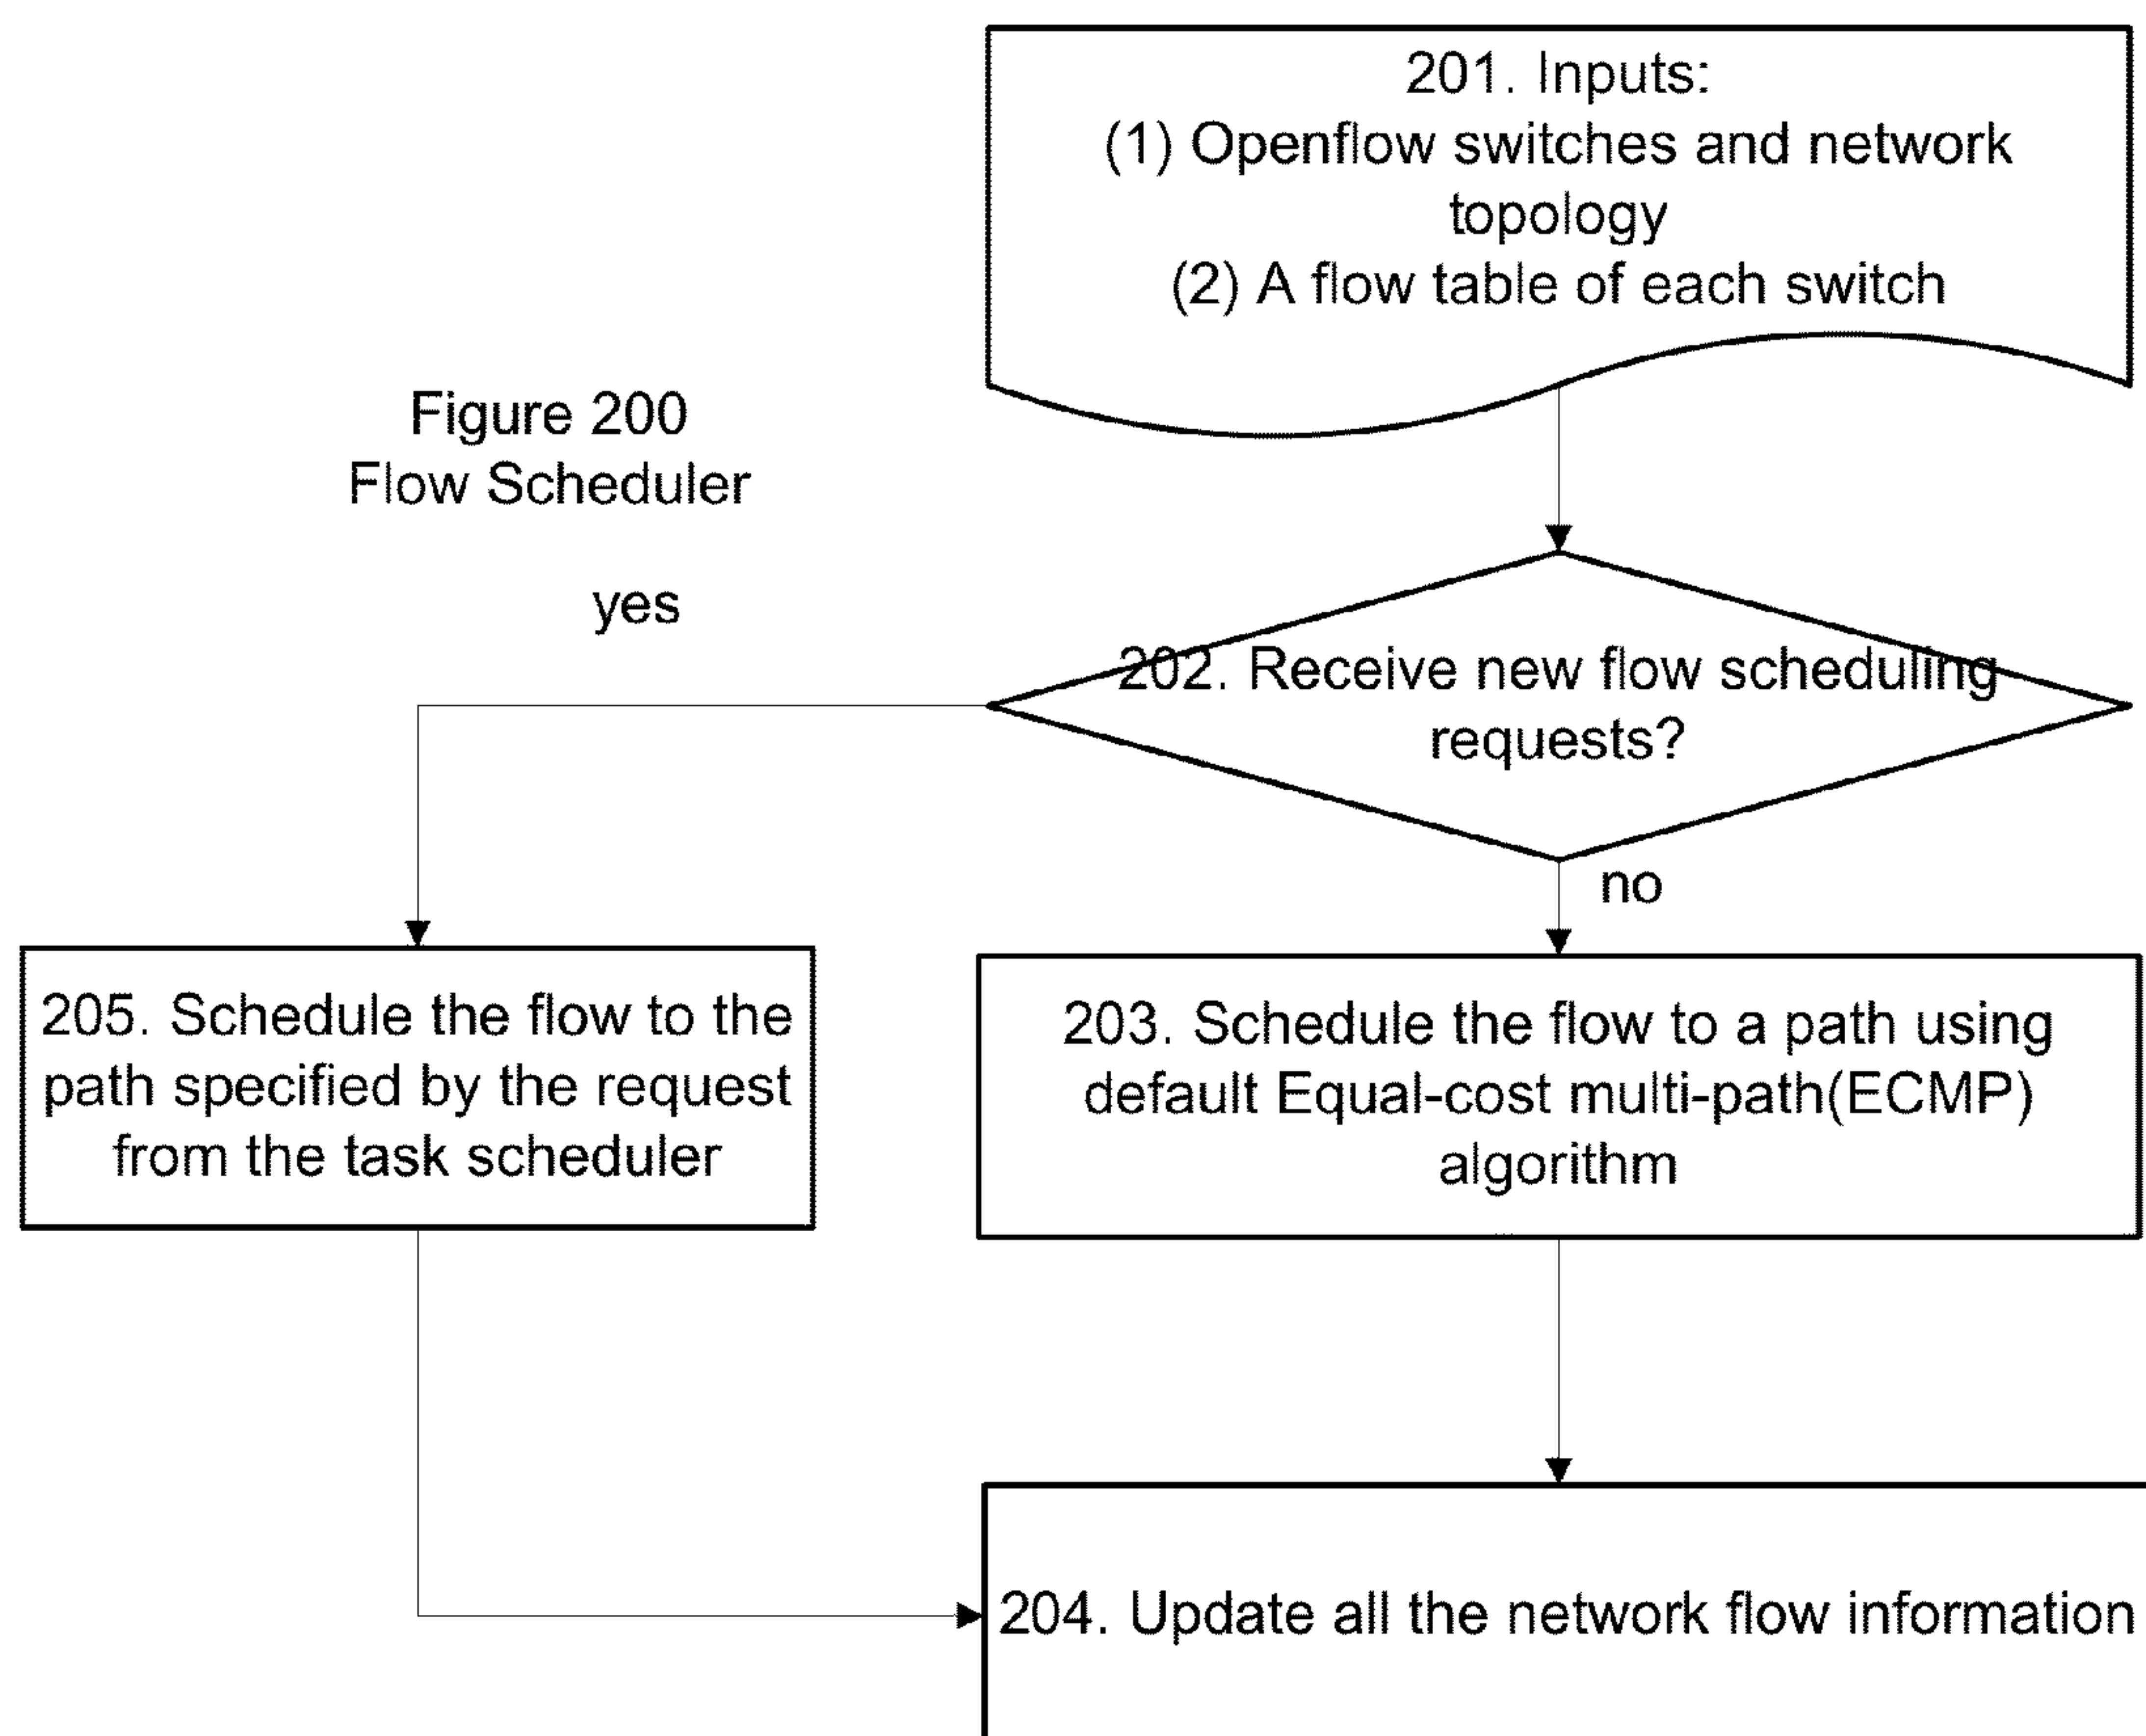 201. Inputs:
(1) Openflow switches and network
topology
(2) A flow table of each switch
Figure 200
Flow Scheduler
yes
202. Receive new flow scheduling
requests?
no
205. Schedule the flow to the
path specified by the request
from the task scheduler
203. Schedule the flow to a path using
default Equal-cost multi-path(ECMP)
algorithm
204. Update all the network flow information